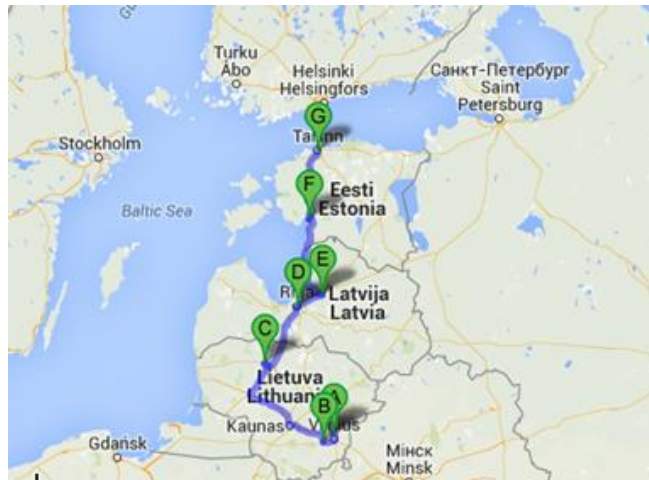 Turku
Åbo
Helsinki
Helsingfors
Санкт-Петербург
Saint
Petersburg
G
Stockholm
F
Eesti
Estonia
Baltic Sea
E
D
Latvija
Latvia
C
Lietuva
B
Kaunas
Gdańsk
Мінск
Minsk